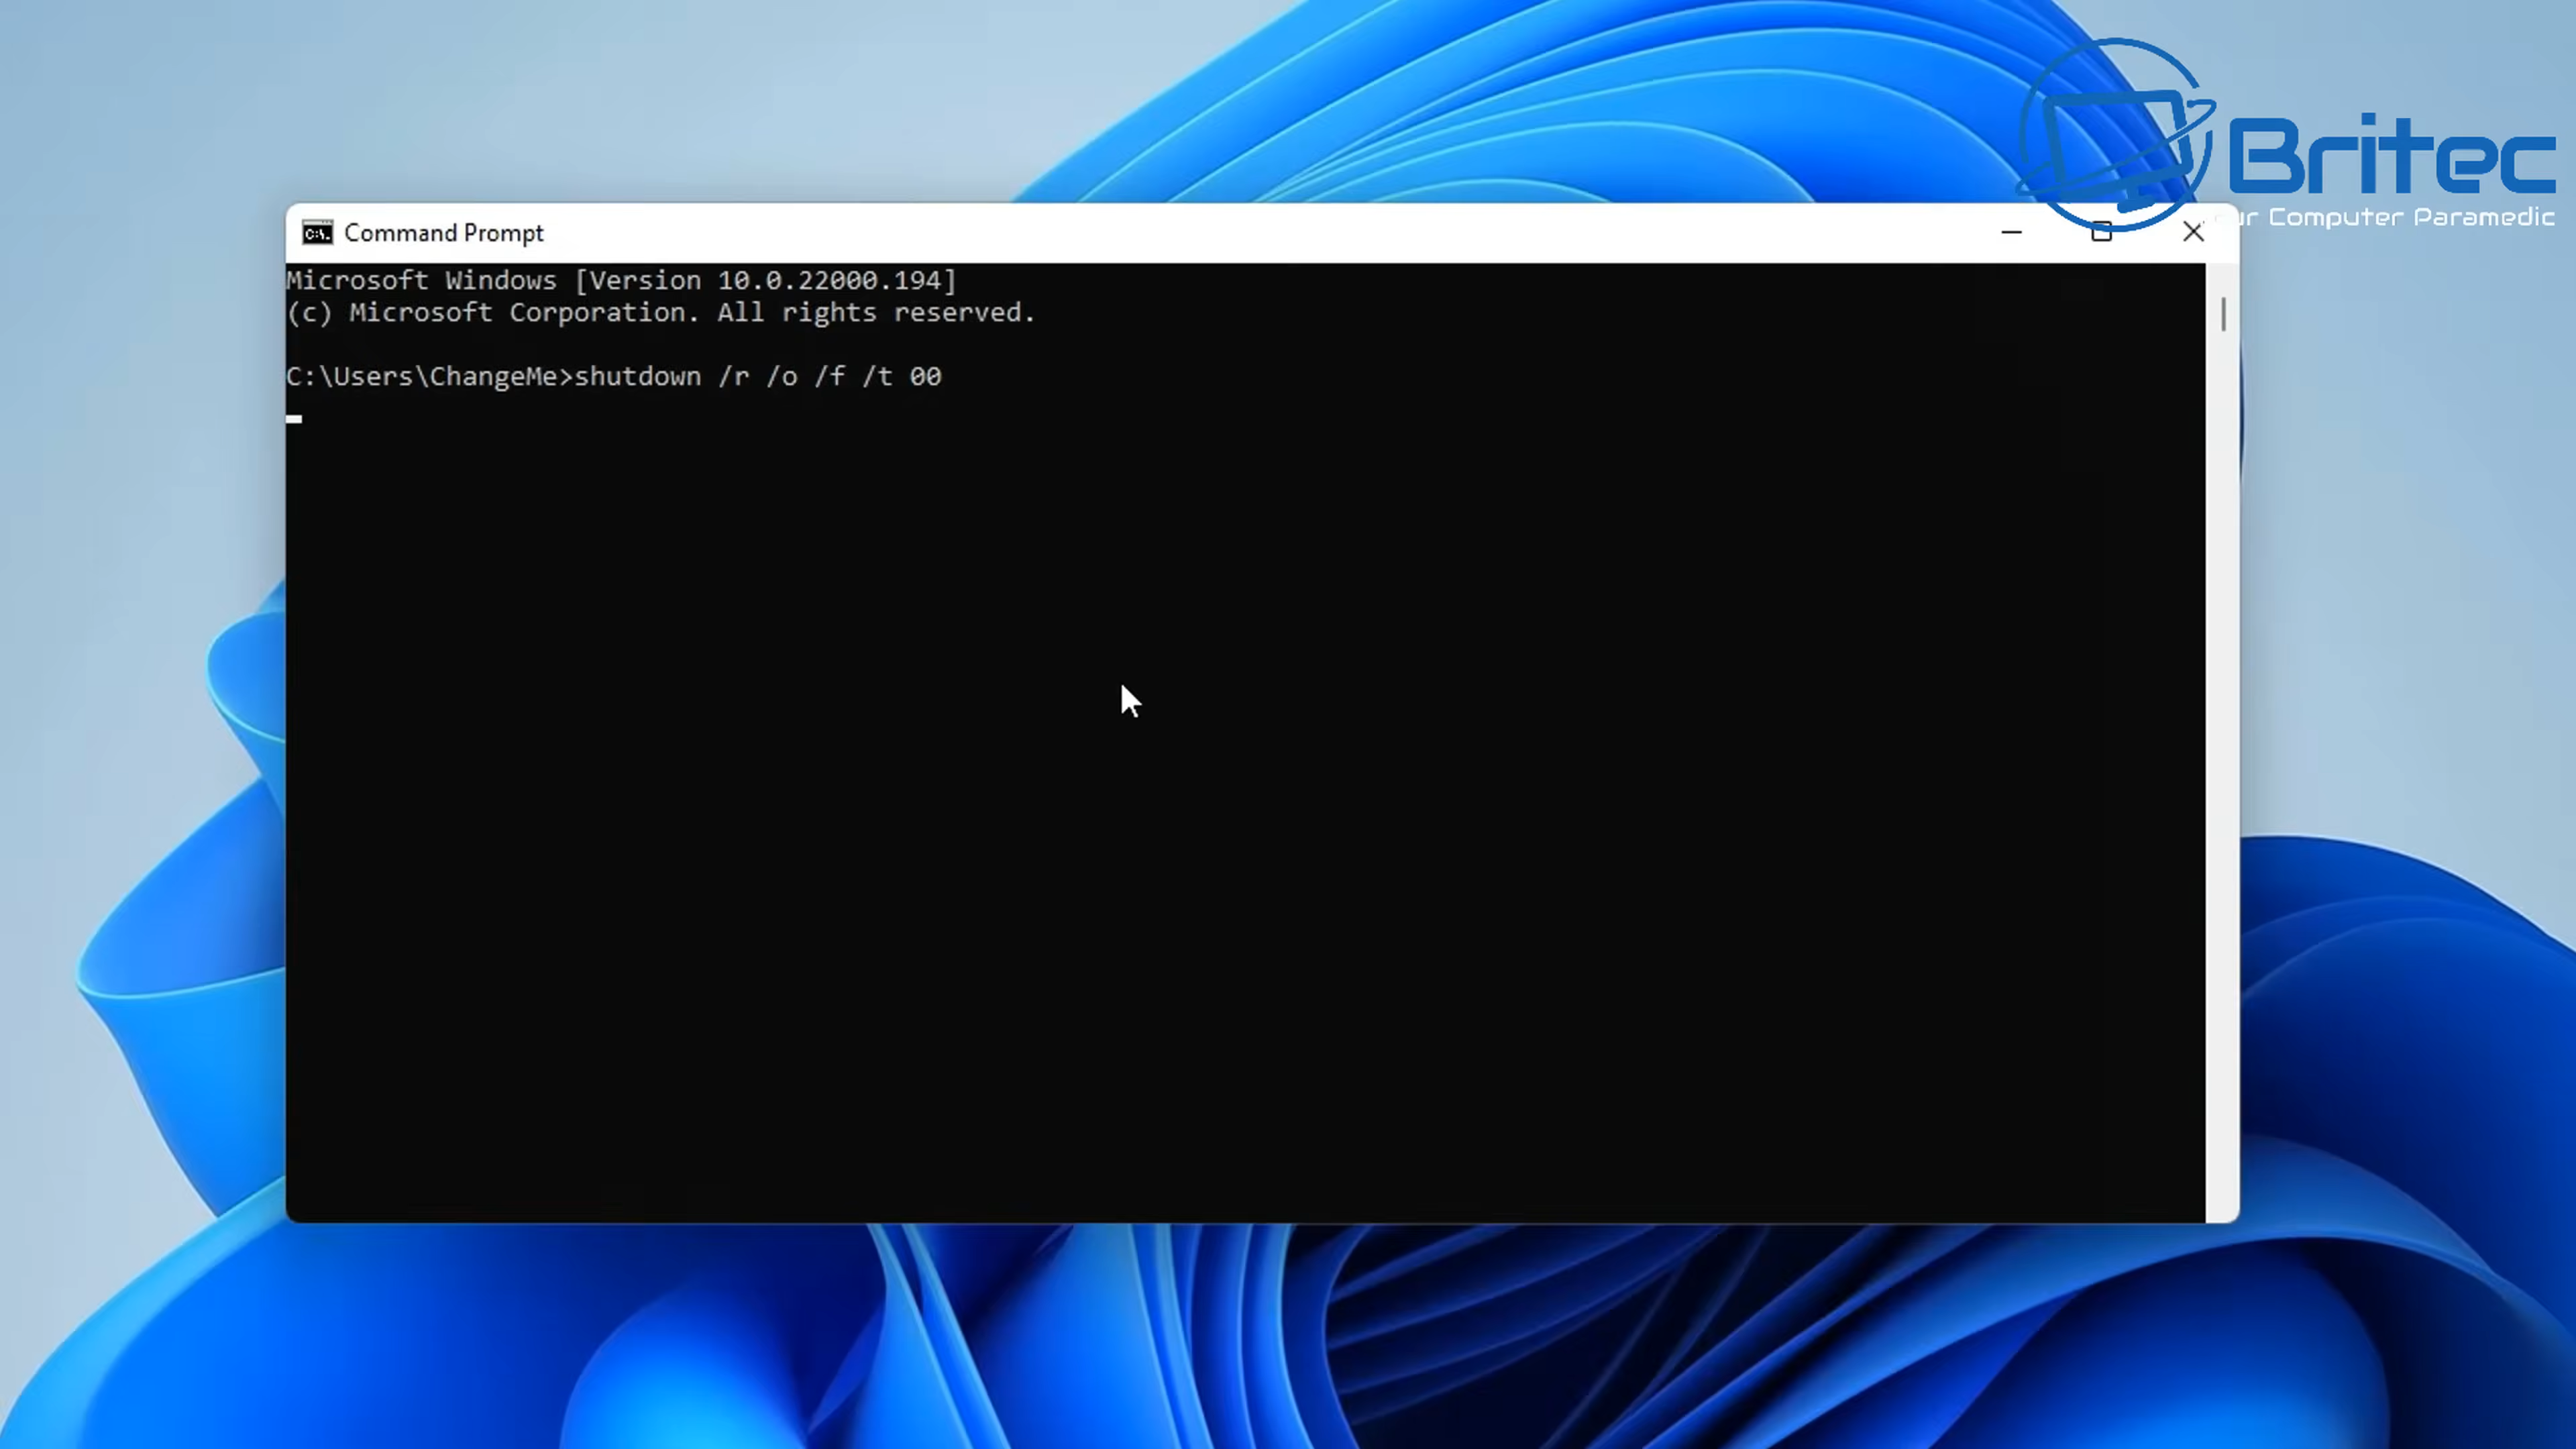 Britec
ur Computer Paramedic
Command Prompt
Microsoft Windows [Version 10.0.22000.194]
(c) Microsoft Corporation. All rights reserved.
C:\Users\ChangeMe>shutdown /r /o /f /t 00